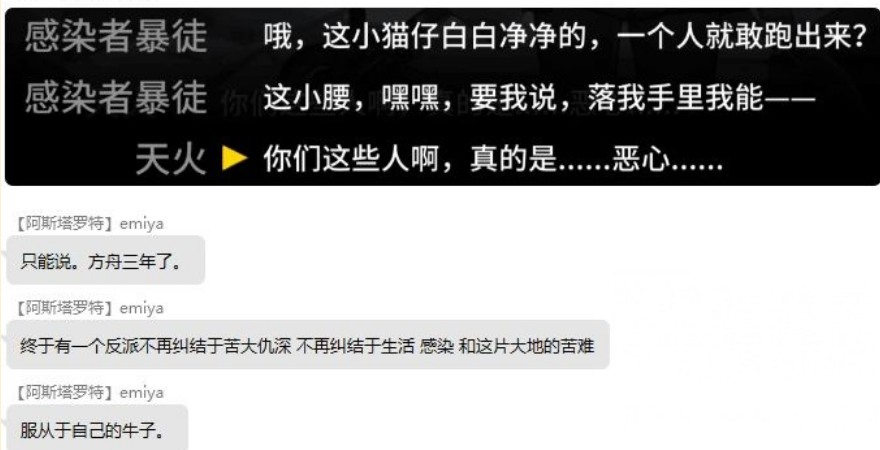 感染者暴徒 哦，这小猫仔白白净净的，一个人就敢跑出来？
感染者暴徒 这小腰，嘿嘿，要我说，落我手里我能——
天火 你们这些人啊，真的是……恶心……
【阿斯塔罗特】emiya
只能说。方舟三年了。
【阿斯塔罗特】emiya
终于有一个反派不再纠结于苦大仇深 不再纠结于生活 感染 和这片大地的苦难
【阿斯塔罗特】emiya
服从于自己的牛子。